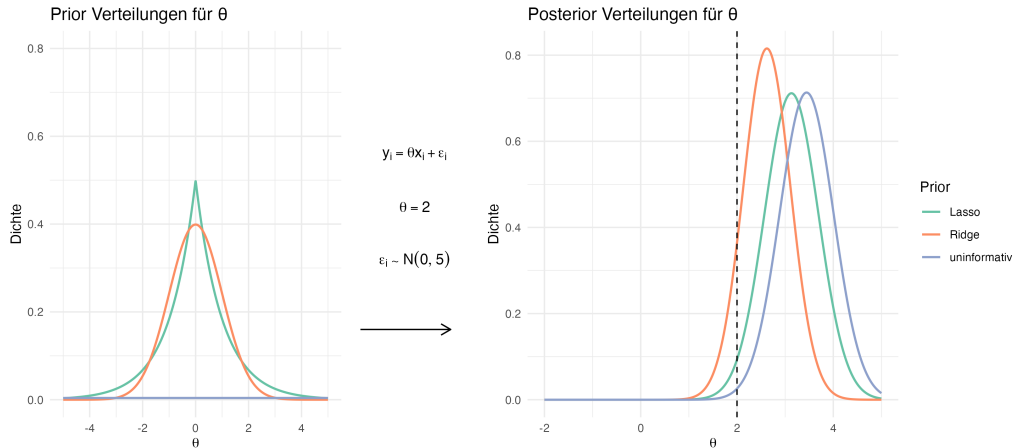 Prior Verteilungen für θ
0.8
0.6
0.4
0.2
0.0
Dichte
-4 -2 0 2 4
θ
yᵢ = θxᵢ + εᵢ
θ = 2
εᵢ ~ N(0, 5)
Posterior Verteilungen für θ
0.8
0.6
0.4
0.2
0.0
Dichte
-2 0 2 4
θ
Prior
Lasso
Ridge
uninformativ